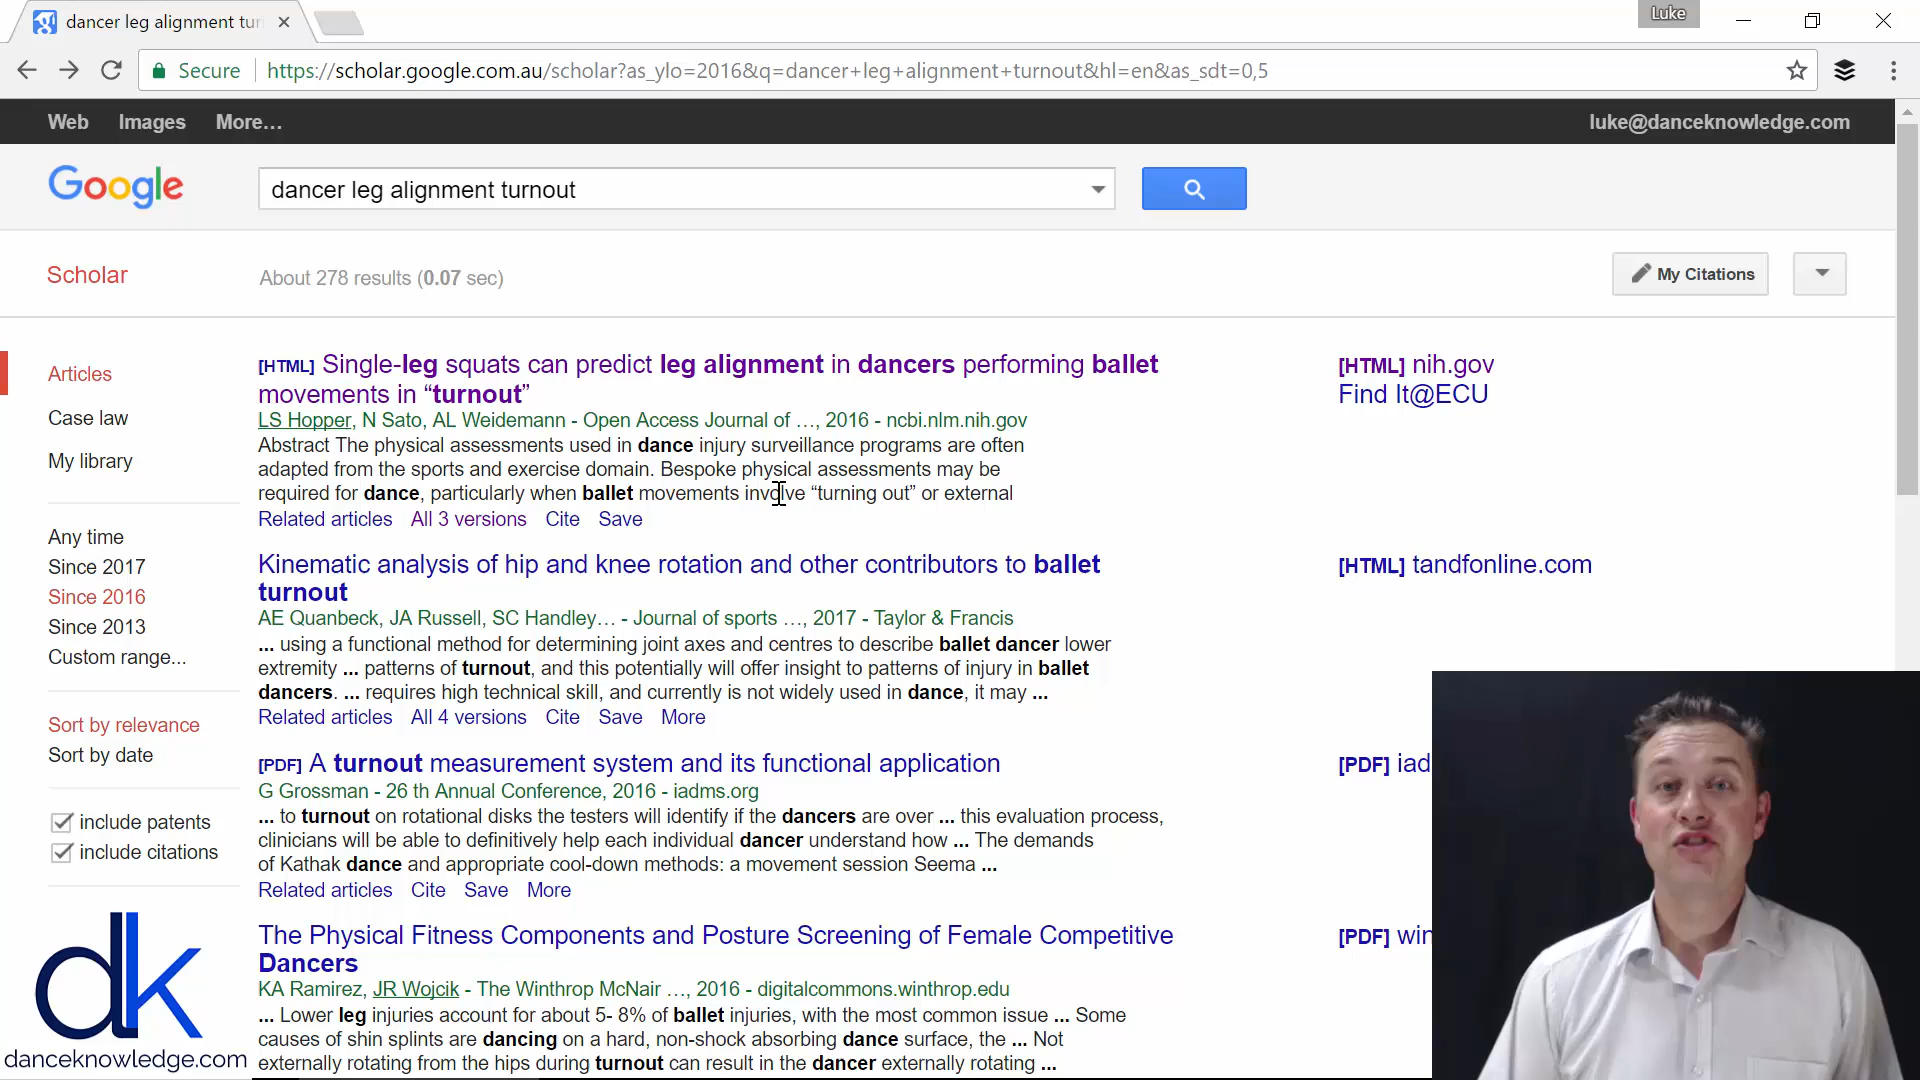 dancer leg alignment tur
Luke
Secure
https://scholar.google.com.au/scholar?as_ylo=2016&q=dancer+leg+alignment+turnout&hl=en&as_sdt=0,5
Web Images More…
luke@danceknowledge.com
Google
dancer leg alignment turnout
Scholar
About 278 results (0.07 sec)
My Citations
Articles
Case law
My library
Any time
Since 2017
Since 2016
Since 2013
Custom range...
Sort by relevance
Sort by date
include patents
include citations
[HTML] Single-leg squats can predict leg alignment in dancers performing ballet
movements in “turnout”
LS Hopper, N Sato, AL Weidemann - Open Access Journal of …, 2016 - ncbi.nlm.nih.gov
Abstract The physical assessments used in dance injury surveillance programs are often
adapted from the sports and exercise domain. Bespoke physical assessments may be
required for dance, particularly when ballet movements involve “turning out” or external
Related articles All 3 versions Cite Save
[HTML] nih.gov
Find It@ECU
Kinematic analysis of hip and knee rotation and other contributors to ballet
turnout
AE Quanbeck, JA Russell, SC Handley… - Journal of sports …, 2017 - Taylor & Francis
... using a functional method for determining joint axes and centres to describe ballet dancer lower
extremity ... patterns of turnout, and this potentially will offer insight to patterns of injury in ballet
dancers. ... requires high technical skill, and currently is not widely used in dance, it may ...
Related articles All 4 versions Cite Save More
[HTML] tandfonline.com
[PDF] A turnout measurement system and its functional application
G Grossman - 26 th Annual Conference, 2016 - iadms.org
... to turnout on rotational disks the testers will identify if the dancers are over ... this evaluation process,
clinicians will be able to definitively help each individual dancer understand how ... The demands
of Kathak dance and appropriate cool-down methods: a movement session Seema ...
Related articles Cite Save More
[PDF] iad
The Physical Fitness Components and Posture Screening of Female Competitive
Dancers
KA Ramirez, JR Wojcik - The Winthrop McNair …, 2016 - digitalcommons.winthrop.edu
... Lower leg injuries account for about 5- 8% of ballet injuries, with the most common issue ... Some
causes of shin splints are dancing on a hard, non-shock absorbing dance surface, the ... Not
externally rotating from the hips during turnout can result in the dancer externally rotating ...
[PDF] win
dk
danceknowledge.com